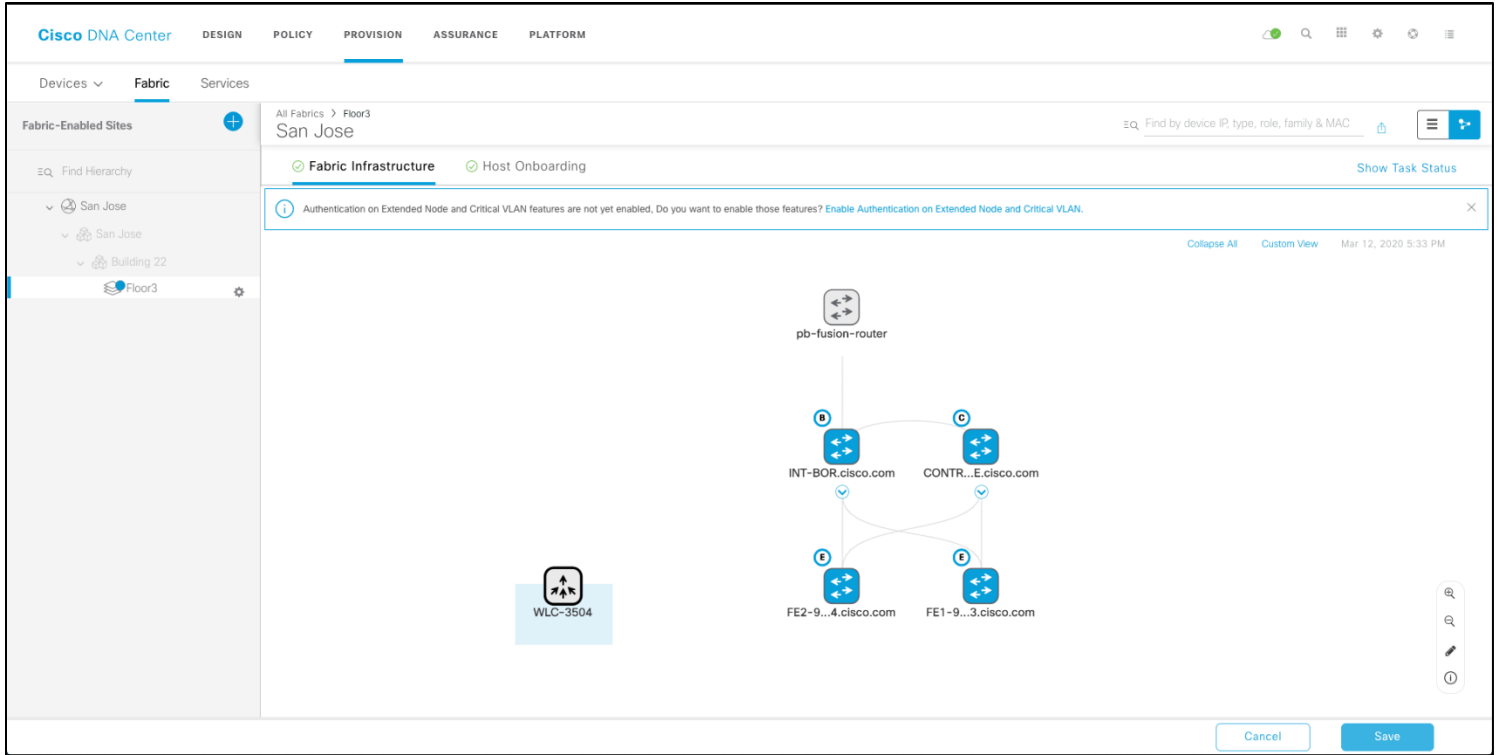 Cisco DNA Center DESIGN POLICY PROVISION ASSURANCE PLATFORM
Devices Fabric Services
Fabric-Enabled Sites
All Fabrics > Floor3
San Jose
Find by device IP, type, role, family & MAC
Find Hierarchy
Fabric Infrastructure Host Onboarding Show Task Status
San Jose
San Jose
Building 22
Floor3
Authentication on Extended Node and Critical VLAN features are not yet enabled, Do you want to enable those features? Enable Authentication on Extended Node and Critical VLAN.
Collapse All Custom View Mar 12, 2020 5:33 PM
pb-fusion-router
B C
INT-BOR.cisco.com CONTR...E.cisco.com
E E
WLC-3504 FE2-9...4.cisco.com FE1-9...3.cisco.com
Cancel Save